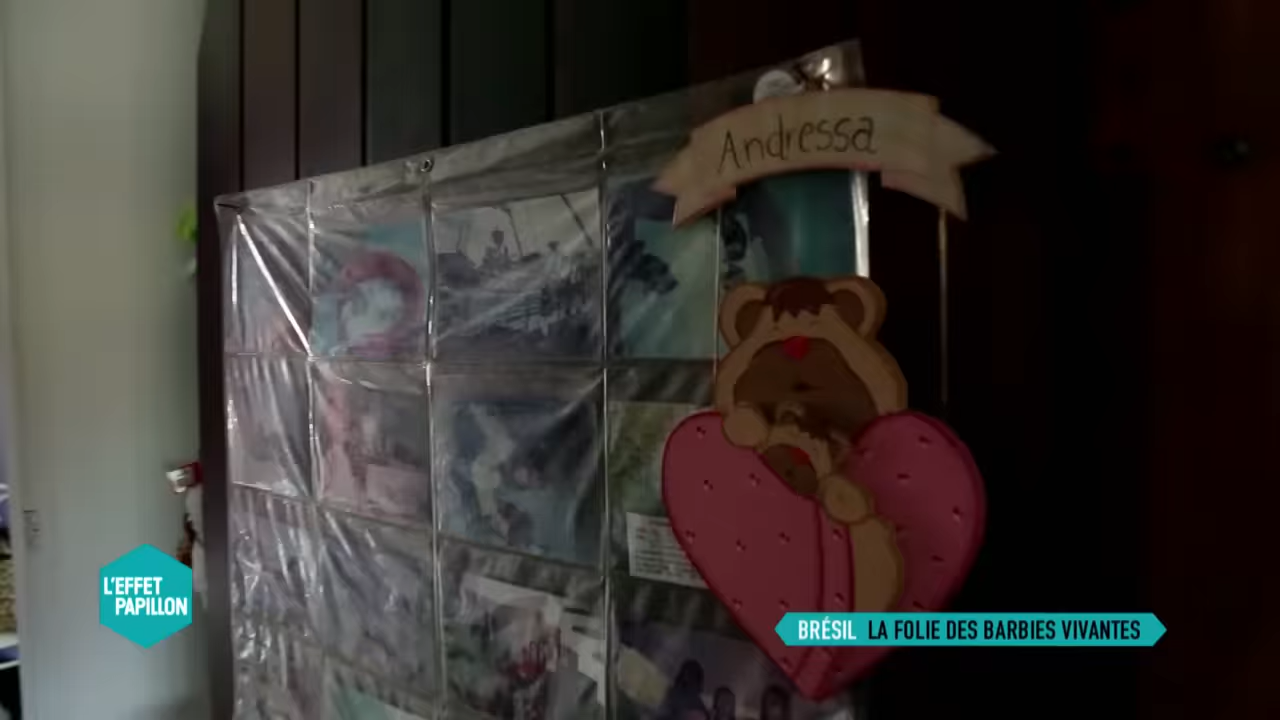 Andressa
L'EFFET
PAPILLON
BRÉSIL LA FOLIE DES BARBIES VIVANTES